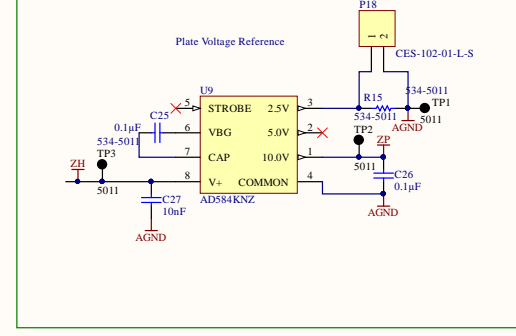 P18
1 2
Plate Voltage Reference
CES-102-01-L-S
U9
5 STROBE 2.5V 3
R15
534-5011
TP1
534-5011
5011
AGND
C25
0.1µF
6 VBG 5.0V 2
TP2
ZP
534-5011
TP3
7 CAP 10.0V 1
5011
ZH
C26
0.1µF
8 V+ COMMON 4
5011
C27
10nF
AD584KNZ
AGND
AGND